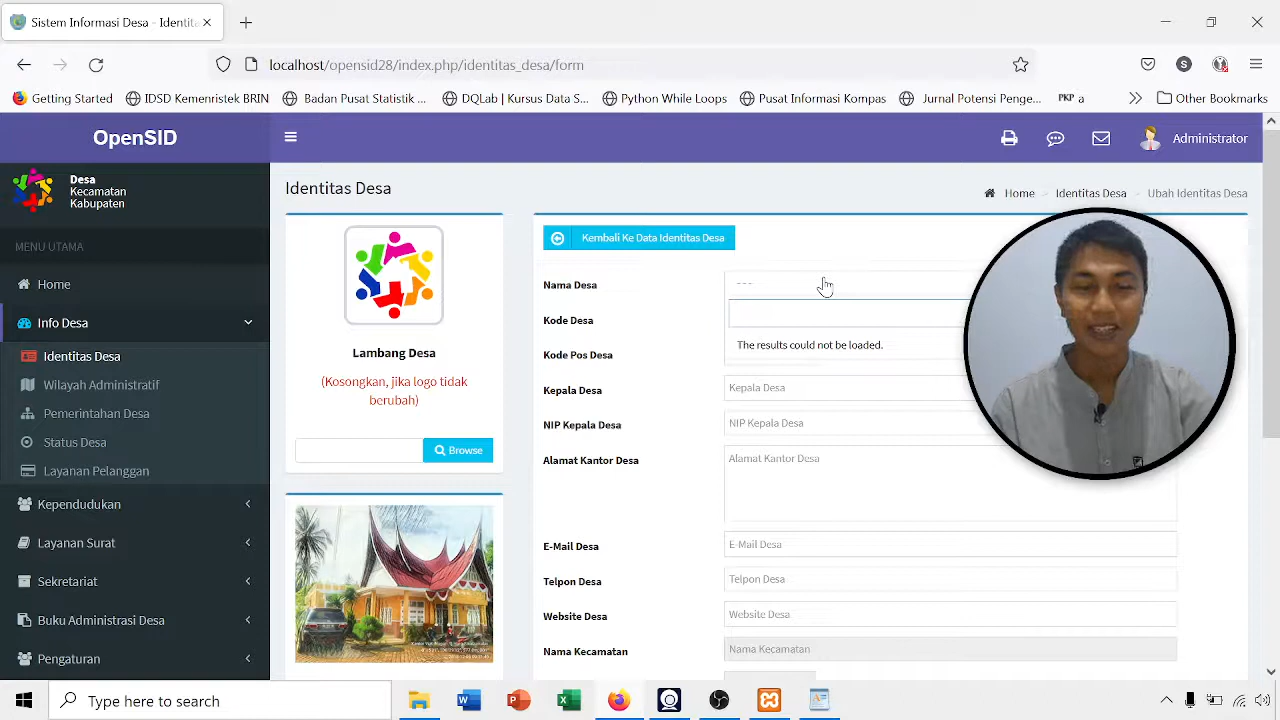 Sistem Informasi Desa - Identita
localhost/opensid28/index.php/identitas_desa/form
Getting Started
IDSD Kemenristek BRIN
Badan Pusat Statistik ...
DQLab | Kursus Data S...
Python While Loops
Pusat Informasi Kompas
Jurnal Potensi Penge...
PKP a
Other Bookmarks
OpenSID
S
Administrator
Desa
Kecamatan
Kabupaten
MENU UTAMA
Home
Info Desa
Identitas Desa
Wilayah Administratif
Pemerintahan Desa
Status Desa
Layanan Pelanggan
Kependudukan
Layanan Surat
Sekretariat
Buku Administrasi Desa
Pengaturan
Identitas Desa
Home
Identitas Desa
Ubah Identitas Desa
Lambang Desa
(Kosongkan, jika logo tidak
berubah)
Browse
Kembali Ke Data Identitas Desa
Nama Desa
Kode Desa
The results could not be loaded.
Kode Pos Desa
Kepala Desa
Kepala Desa
NIP Kepala Desa
NIP Kepala Desa
Alamat Kantor Desa
Alamat Kantor Desa
E-Mail Desa
E-Mail Desa
Telpon Desa
Telpon Desa
Website Desa
Website Desa
Nama Kecamatan
Nama Kecamatan
Type here to search